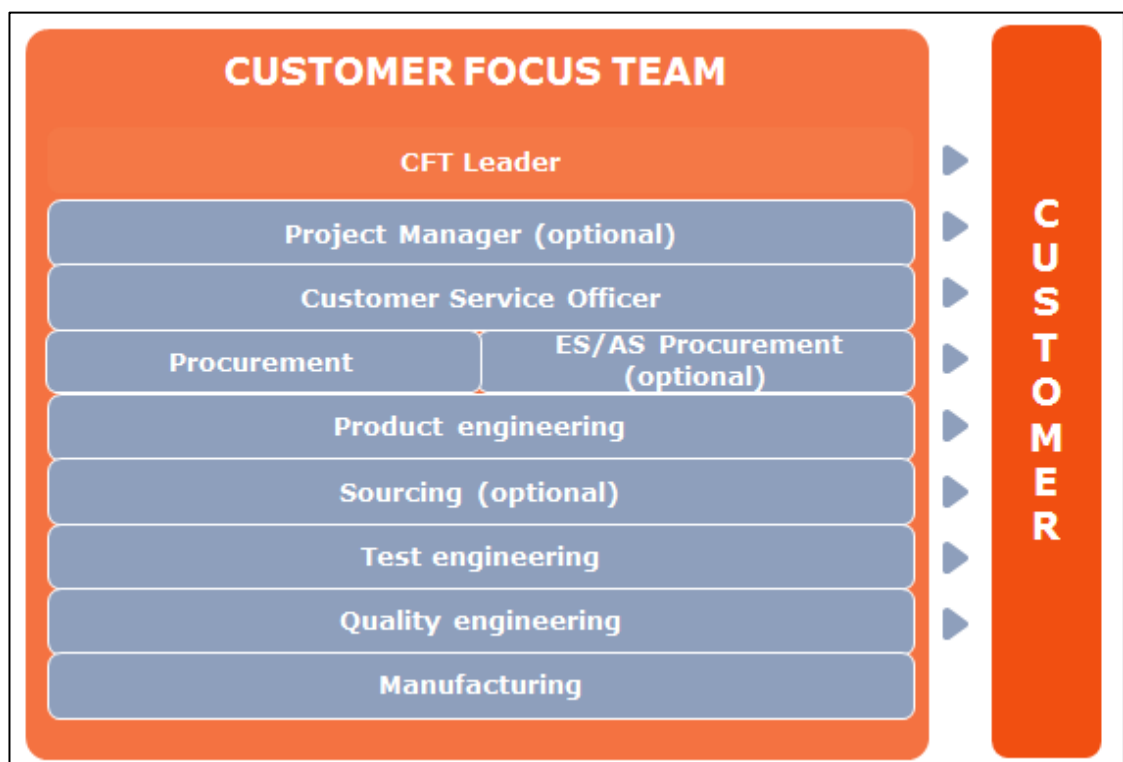 CUSTOMER FOCUS TEAM
CFT Leader
Project Manager (optional)
Customer Service Officer
Procurement
ES/AS Procurement
(optional)
Product engineering
Sourcing (optional)
Test engineering
Quality engineering
Manufacturing
CUSTOMER